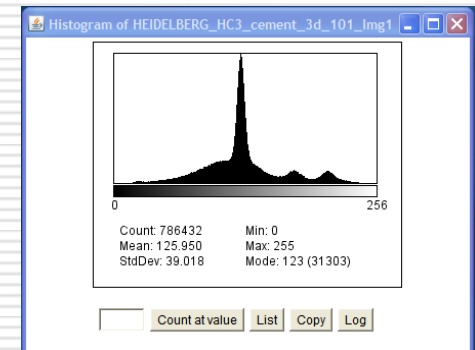 Histogram of HEIDELBERG_HC3_cement_3d_101_Img1
0 256
Count: 786432 Min: 0
Mean: 125.950 Max: 255
StdDev: 39.018 Mode: 123 (31303)
Count at value List Copy Log